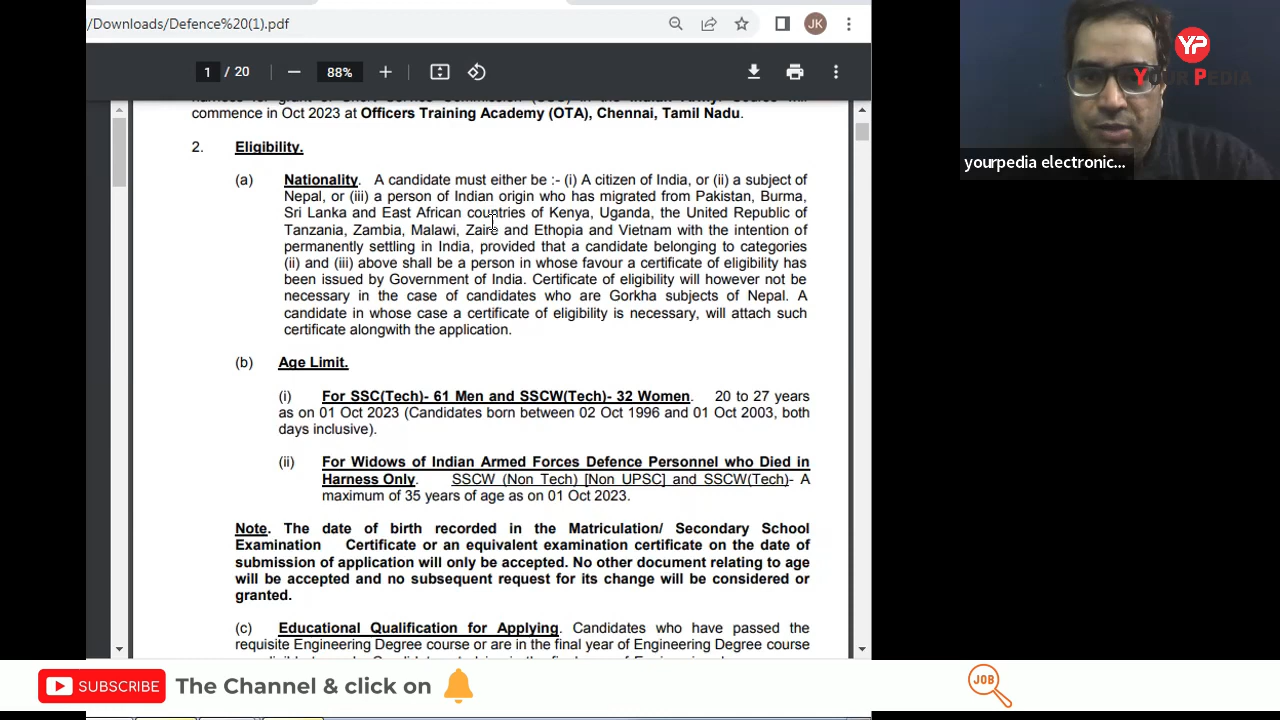 /Downloads/Defence%20(1).pdf
JK
1 / 20
88%
YP
YOUR PEDIA
commence in Oct 2023 at Officers Training Academy (OTA), Chennai, Tamil Nadu.
2. Eligibility.
(a) Nationality. A candidate must either be :- (i) A citizen of India, or (ii) a subject of
Nepal, or (iii) a person of Indian origin who has migrated from Pakistan, Burma,
Sri Lanka and East African countries of Kenya, Uganda, the United Republic of
Tanzania, Zambia, Malawi, Zaire and Ethopia and Vietnam with the intention of
permanently settling in India, provided that a candidate belonging to categories
(ii) and (iii) above shall be a person in whose favour a certificate of eligibility has
been issued by Government of India. Certificate of eligibility will however not be
necessary in the case of candidates who are Gorkha subjects of Nepal. A
candidate in whose case a certificate of eligibility is necessary, will attach such
certificate alongwith the application.
(b) Age Limit.
(i) For SSC(Tech)- 61 Men and SSCW(Tech)- 32 Women. 20 to 27 years
as on 01 Oct 2023 (Candidates born between 02 Oct 1996 and 01 Oct 2003, both
days inclusive).
(ii) For Widows of Indian Armed Forces Defence Personnel who Died in
Harness Only. SSCW (Non Tech) [Non UPSC] and SSCW(Tech)- A
maximum of 35 years of age as on 01 Oct 2023.
Note. The date of birth recorded in the Matriculation/ Secondary School
Examination Certificate or an equivalent examination certificate on the date of
submission of application will only be accepted. No other document relating to age
will be accepted and no subsequent request for its change will be considered or
granted.
(c) Educational Qualification for Applying. Candidates who have passed the
requisite Engineering Degree course or are in the final year of Engineering Degree course
yourpedia electronic...
SUBSCRIBE The Channel & click on
JOB